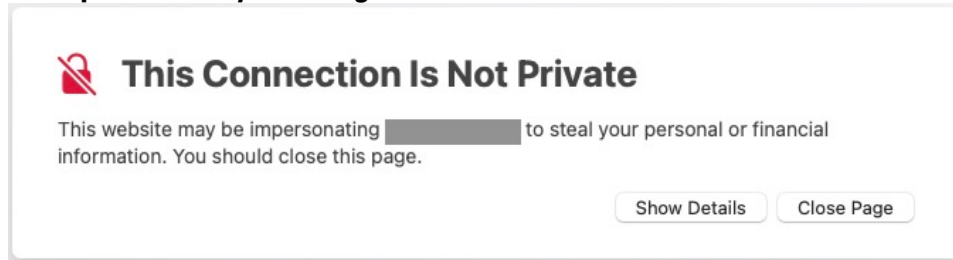 This Connection Is Not Private
This website may be impersonating to steal your personal or financial
information. You should close this page.
Show Details Close Page